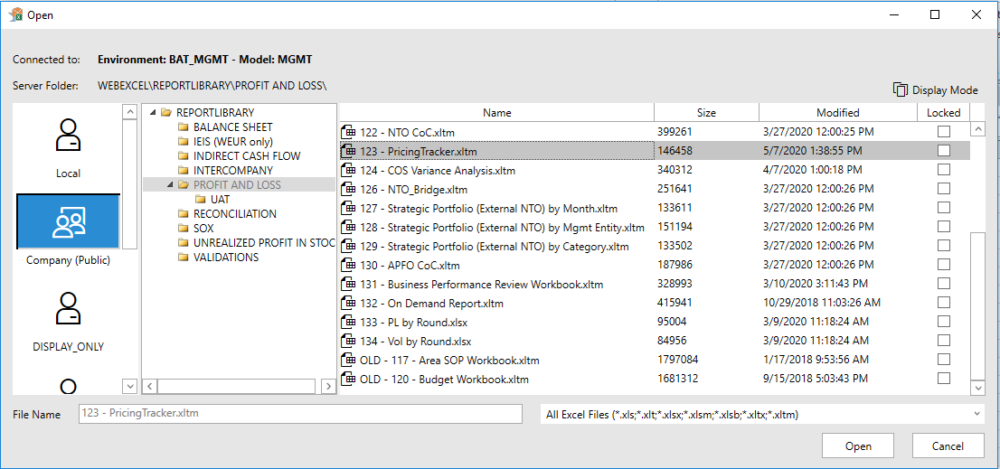 Open
Connected to: Environment: BAT_MGMT - Model: MGMT
Server Folder: WEBEXCEL\REPORTLIBRARY\PROFIT AND LOSS\
Display Mode
Local
Company (Public)
DISPLAY_ONLY
REPORTLIBRARY
BALANCE SHEET
IEIS (WEUR only)
INDIRECT CASH FLOW
INTERCOMPANY
PROFIT AND LOSS
UAT
RECONCILIATION
SOX
UNREALIZED PROFIT IN STOC
VALIDATIONS
Name Size Modified Locked
122 - NTO CoC.xltm 399261 3/27/2020 12:00:25 PM
123 - PricingTracker.xltm 146458 5/7/2020 1:38:55 PM
124 - COS Variance Analysis.xltm 340312 4/7/2020 1:00:18 PM
126 - NTO_Bridge.xltm 251641 3/27/2020 12:00:26 PM
127 - Strategic Portfolio (External NTO) by Month.xltm 133611 3/27/2020 12:00:26 PM
128 - Strategic Portfolio (External NTO) by Mgmt Entity.xltm 151194 3/27/2020 12:00:26 PM
129 - Strategic Portfolio (External NTO) by Category.xltm 133502 3/27/2020 12:00:26 PM
130 - APFO CoC.xltm 187986 3/27/2020 12:00:26 PM
131 - Business Performance Review Workbook.xltm 328993 3/10/2020 3:11:43 PM
132 - On Demand Report.xltm 415941 10/29/2018 11:03:26 AM
133 - PL by Round.xlsx 95004 3/9/2020 11:18:24 AM
134 - Vol by Round.xlsx 84956 3/9/2020 11:18:24 AM
OLD - 117 - Area SOP Workbook.xltm 1797084 1/17/2018 9:53:56 AM
OLD - 120 - Budget Workbook.xltm 1681312 9/15/2018 5:03:43 PM
File Name 123 - PricingTracker.xltm All Excel Files (*.xls;*.xlt;*.xlsx;*.xlsm;*.xlsb;*.xltx;*.xltm)
Open Cancel